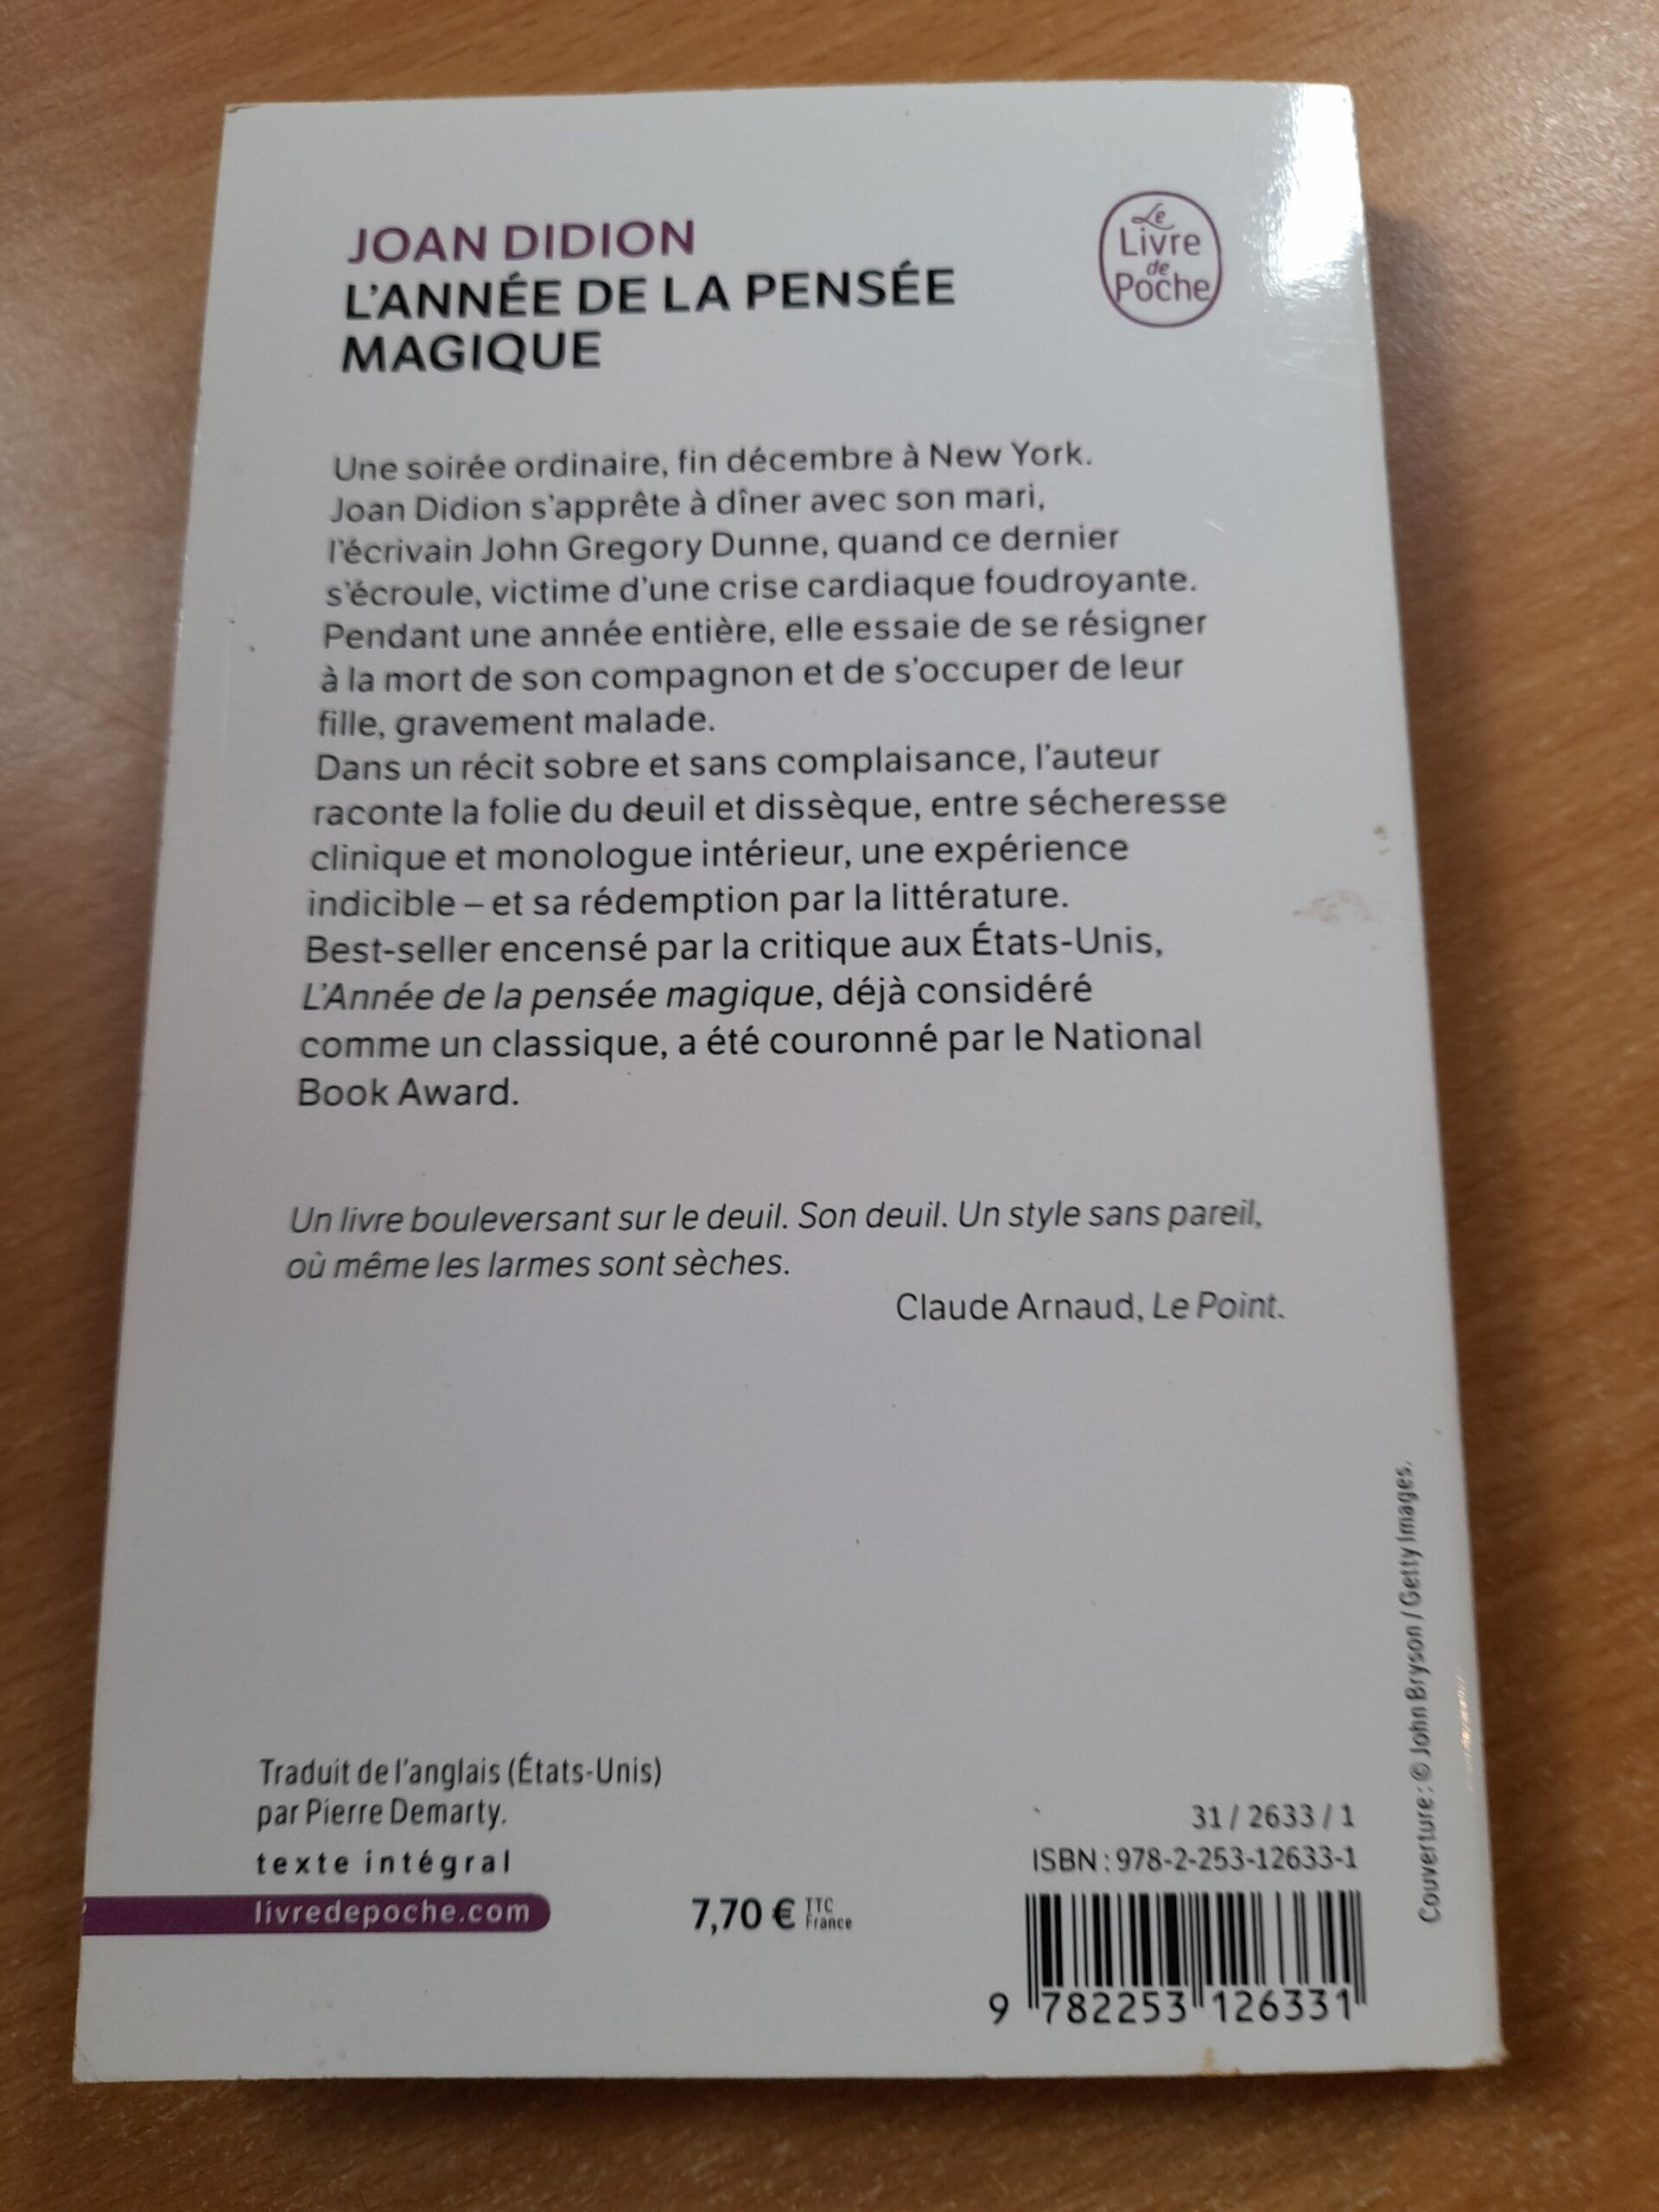 JOAN DIDION
L'ANNÉE DE LA PENSÉE
MAGIQUE
Le
Livre
de
Poche
Une soirée ordinaire, fin décembre à New York.
Joan Didion s'apprête à dîner avec son mari,
l'écrivain John Gregory Dunne, quand ce dernier
s'écroule, victime d'une crise cardiaque foudroyante.
Pendant une année entière, elle essaie de se résigner
à la mort de son compagnon et de s'occuper de leur
fille, gravement malade.
Dans un récit sobre et sans complaisance, l'auteur
raconte la folie du deuil et dissèque, entre sécheresse
clinique et monologue intérieur, une expérience
indicible – et sa rédemption par la littérature.
Best-seller encensé par la critique aux États-Unis,
L'Année de la pensée magique, déjà considéré
comme un classique, a été couronné par le National
Book Award.
Un livre bouleversant sur le deuil. Son deuil. Un style sans pareil,
où même les larmes sont sèches.
Claude Arnaud, Le Point.
Traduit de l'anglais (États-Unis)
par Pierre Demarty.
texte intégral
livredepoche.com
7,70 € TTC
France
31 / 2633 / 1
ISBN : 978-2-253-12633-1
9 782253 126331
Couverture : © John Bryson / Getty Images.